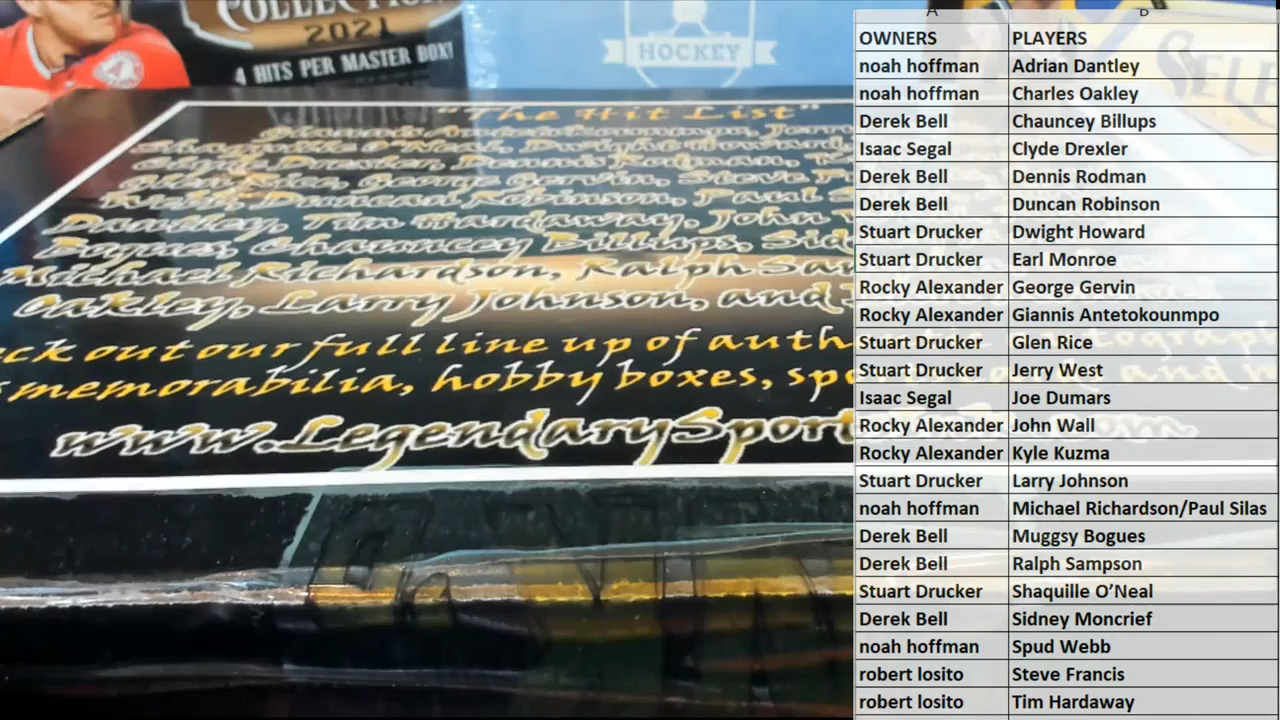 COLLECTION
2021
4 HITS PER MASTER BOX!
HOCKEY
"The Hit List"
Giannis Antetokounmpo, Jerry
Shaquille O'Neal, Dwight Howard
Clyde Drexler, Dennis Rodman,
Glen Rice, George Gervin, Steve
Webb, Duncan Robinson, Paul
Dantley, Tim Hardaway, John
Bogues, Chauncey Billups, Sid
Michael Richardson, Ralph Sam
Oakley, Larry Johnson, and
ck out our full line up of auth
memorabilia, hobby boxes, spo
www.LegendarySport
A B
OWNERS PLAYERS
noah hoffman Adrian Dantley
noah hoffman Charles Oakley
Derek Bell Chauncey Billups
Isaac Segal Clyde Drexler
Derek Bell Dennis Rodman
Derek Bell Duncan Robinson
Stuart Drucker Dwight Howard
Stuart Drucker Earl Monroe
Rocky Alexander George Gervin
Rocky Alexander Giannis Antetokounmpo
Stuart Drucker Glen Rice
Stuart Drucker Jerry West
Isaac Segal Joe Dumars
Rocky Alexander John Wall
Rocky Alexander Kyle Kuzma
Stuart Drucker Larry Johnson
noah hoffman Michael Richardson/Paul Silas
Derek Bell Muggsy Bogues
Derek Bell Ralph Sampson
Stuart Drucker Shaquille O’Neal
Derek Bell Sidney Moncrief
noah hoffman Spud Webb
robert losito Steve Francis
robert losito Tim Hardaway